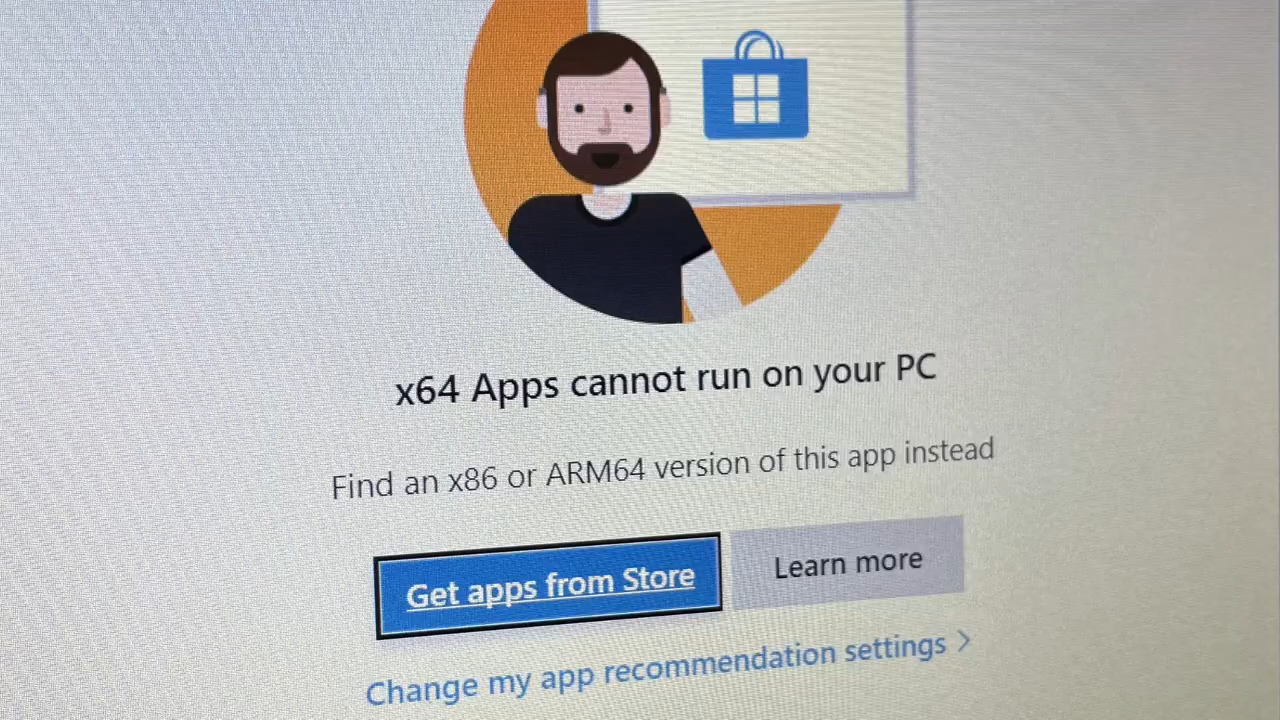 x64 Apps cannot run on your PC
Find an x86 or ARM64 version of this app instead
Get apps from Store
Learn more
Change my app recommendation settings >